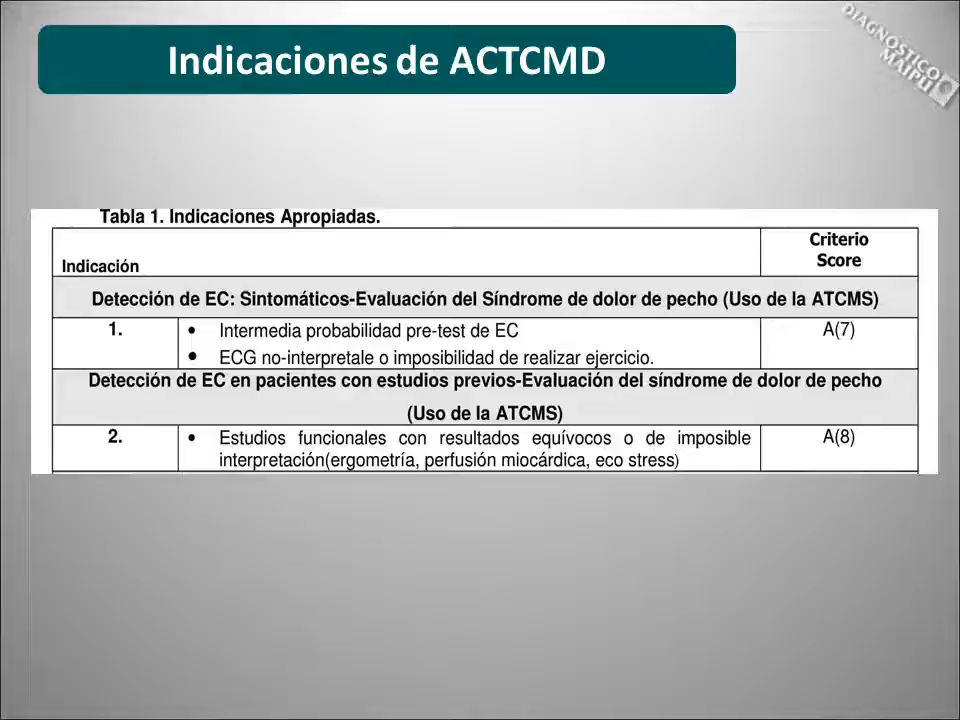 Indicaciones de ACTCMD
DIAGNOSTICO
MAIPU
Tabla 1. Indicaciones Apropiadas.
Indicación
Criterio
Score
Detección de EC: Sintomáticos-Evaluación del Síndrome de dolor de pecho (Uso de la ATCMS)
1.
• Intermedia probabilidad pre-test de EC
• ECG no-interpretale o imposibilidad de realizar ejercicio.
A(7)
Detección de EC en pacientes con estudios previos-Evaluación del síndrome de dolor de pecho
(Uso de la ATCMS)
2.
• Estudios funcionales con resultados equívocos o de imposible
interpretación(ergometría, perfusión miocárdica, eco stress)
A(8)